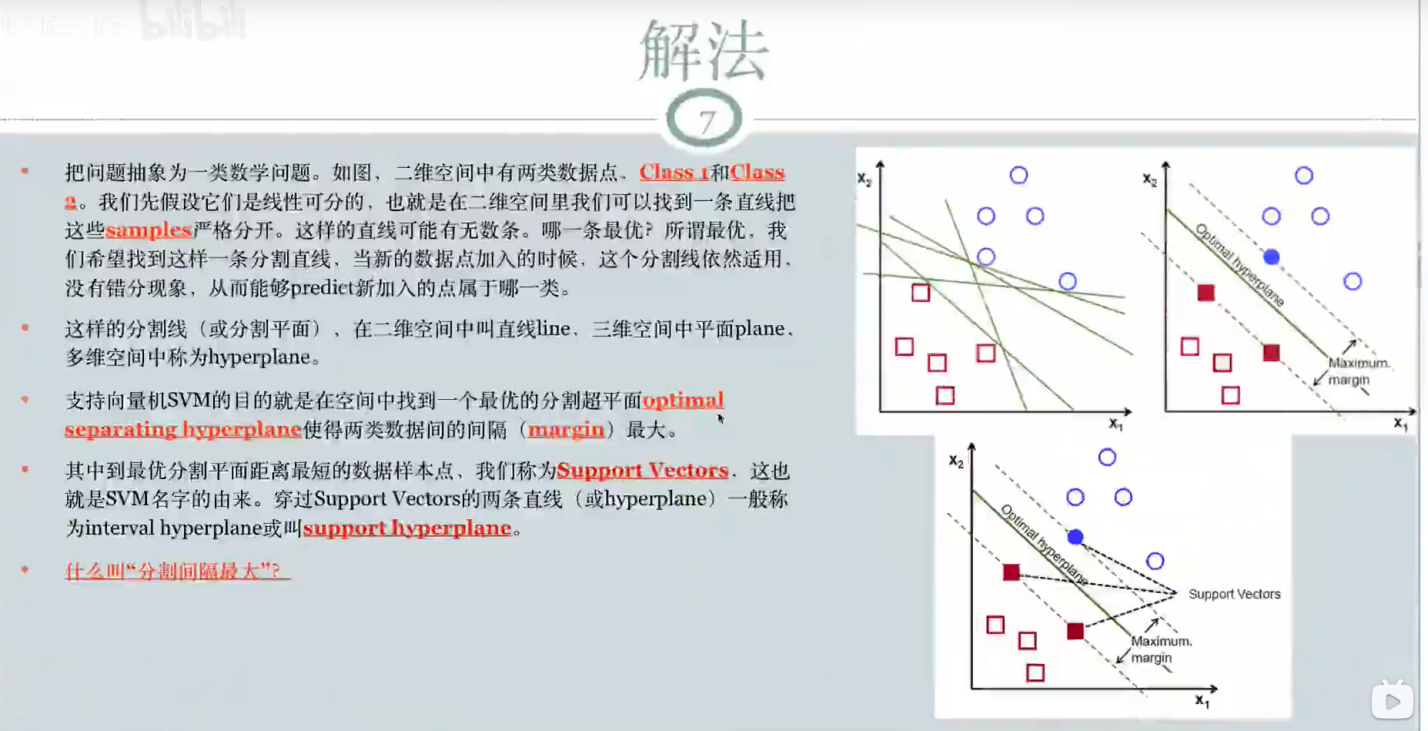 bilibili
解法
7
把问题抽象为一类数学问题。如图，二维空间中有两类数据点，Class 1和Class
2。我们先假设它们是线性可分的，也就是在二维空间里我们可以找到一条直线把
这些samples严格分开。这样的直线可能有无数条。哪一条最优？所谓最优，我
们希望找到这样一条分割直线，当新的数据点加入的时候，这个分割线依然适用，
没有错分现象，从而能够predict新加入的点属于哪一类。
这样的分割线（或分割平面），在二维空间中叫直线line，三维空间中平面plane，
多维空间中称为hyperplane。
支持向量机SVM的目的就是在空间中找到一个最优的分割超平面optimal
separating hyperplane使得两类数据间的间隔（margin）最大。
其中到最优分割平面距离最短的数据样本点，我们称为Support Vectors，这也
就是SVM名字的由来。穿过Support Vectors的两条直线（或hyperplane）一般称
为interval hyperplane或叫support hyperplane。
什么叫“分割间隔最大”？
X2
X1
X2
Optimal hyperplane
Maximum
margin
X1
X2
Optimal hyperplane
Support Vectors
Maximum
margin
X1